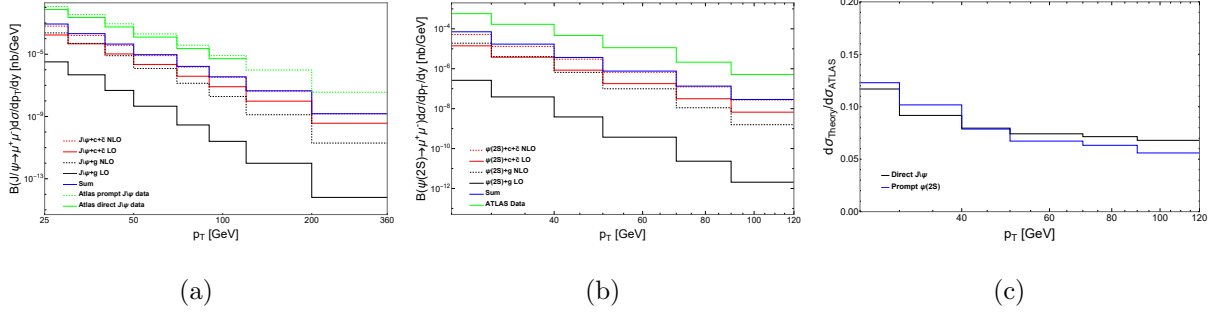 B(J/ψ→μ⁺μ⁻)dσ/dp_T/dy [nb/GeV]
10⁻⁵
10⁻⁹
10⁻¹³
J/ψ+c+c̄ NLO
J/ψ+c+c̄ LO
J/ψ+g NLO
J/ψ+g LO
Sum
Atlas prompt J/ψ data
Atlas direct J/ψ data
25 50 100 200 360
p_T [GeV]
(a)
B(ψ(2S)→μ⁺μ⁻)dσ/dp_T/dy [nb/GeV]
10⁻⁴
10⁻⁶
10⁻⁸
10⁻¹⁰
10⁻¹²
ψ(2S)+c+c̄ NLO
ψ(2S)+c+c̄ LO
ψ(2S)+g NLO
ψ(2S)+g LO
Sum
ATLAS Data
40 60 80 100 120
p_T [GeV]
(b)
dσ_Theory/dσ_ATLAS
0.20
0.15
0.10
0.05
0.00
Direct J/ψ
Prompt ψ(2S)
40 60 80 100 120
p_T [GeV]
(c)